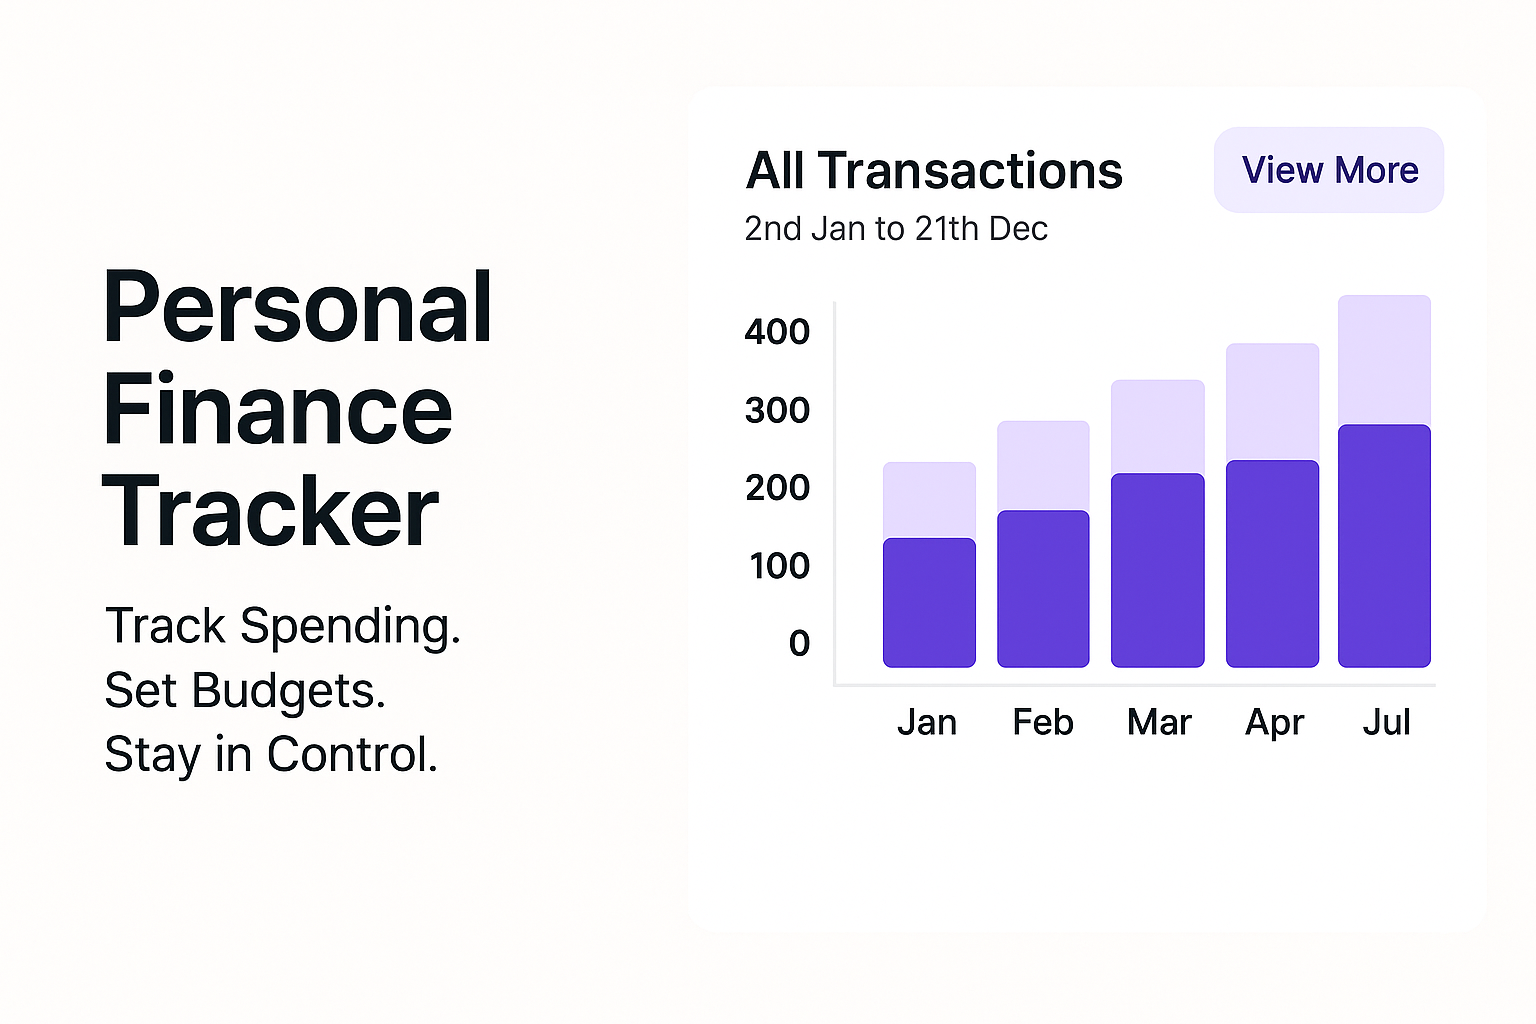 Personal
Finance
Tracker
Track Spending.
Set Budgets.
Stay in Control.
All Transactions
View More
2nd Jan to 21th Dec
400
300
200
100
0
Jan Feb Mar Apr Jul